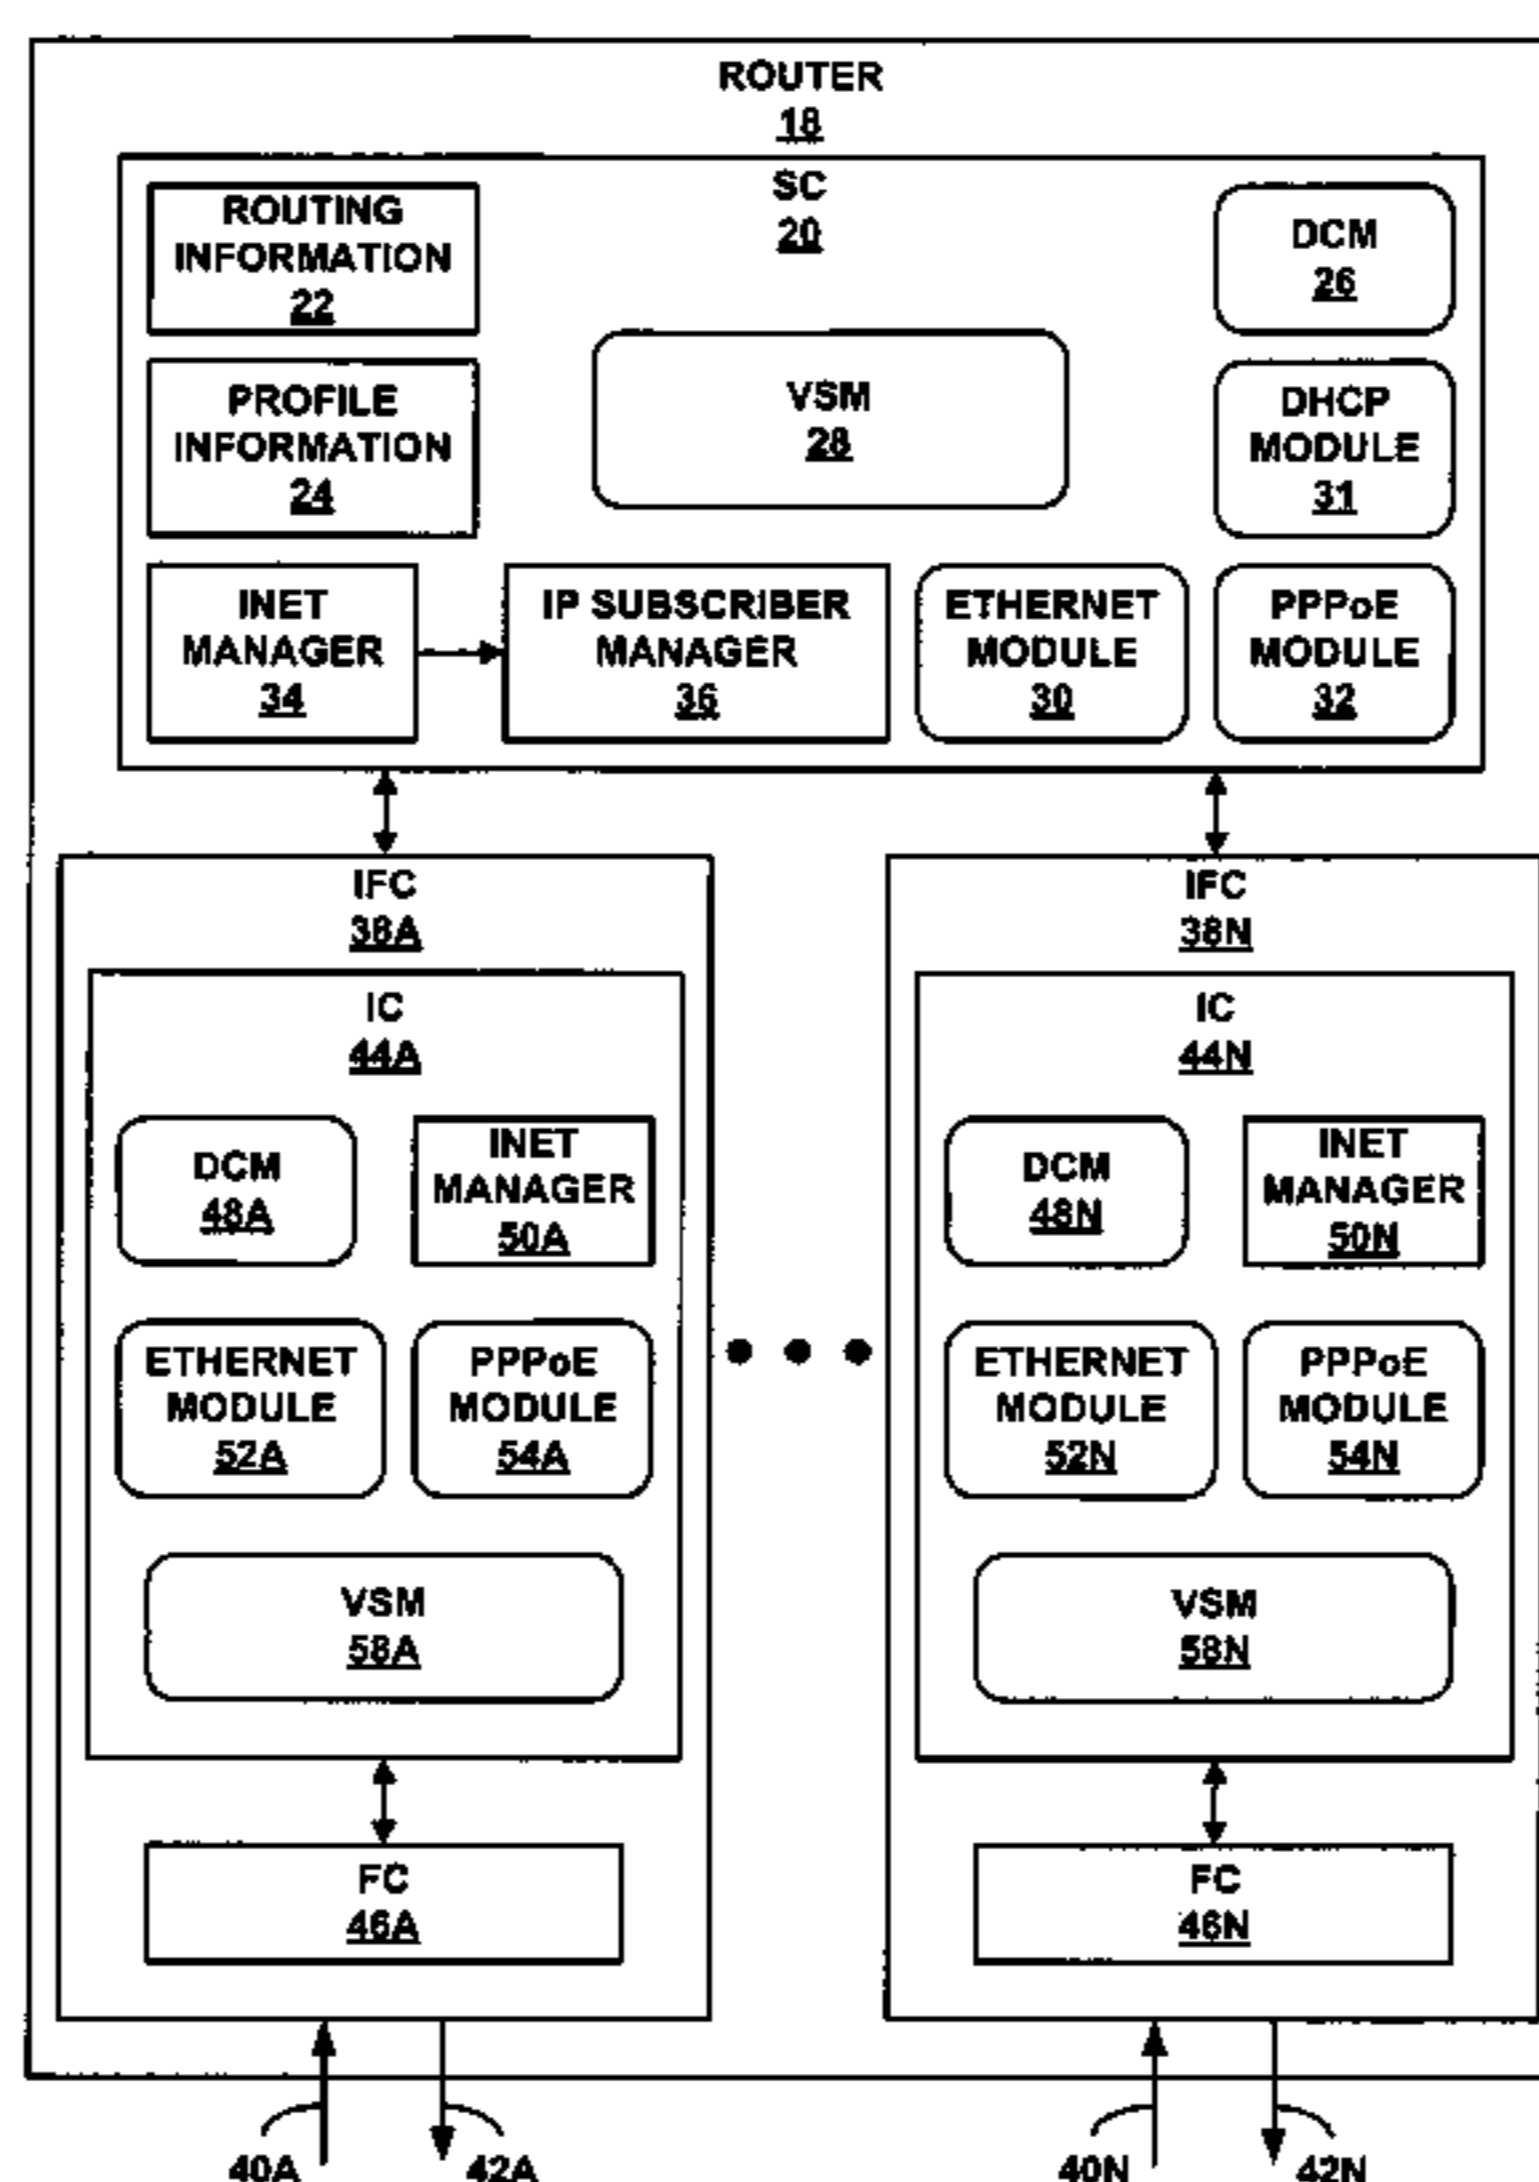 ROUTER
18
SC
20
ROUTING
INFORMATION
22
DCM
26
PROFILE
INFORMATION
24
VSM
28
DHCP
MODULE
31
INET
MANAGER
34
IP SUBSCRIBER
MANAGER
36
ETHERNET
MODULE
30
PPPoE
MODULE
32
IFC
38A
IC
44A
DCM
48A
INET
MANAGER
50A
ETHERNET
MODULE
52A
PPPoE
MODULE
54A
VSM
58A
FC
46A
IFC
38N
IC
44N
DCM
48N
INET
MANAGER
50N
ETHERNET
MODULE
52N
PPPoE
MODULE
54N
VSM
58N
FC
46N
40A
42A
40N
42N